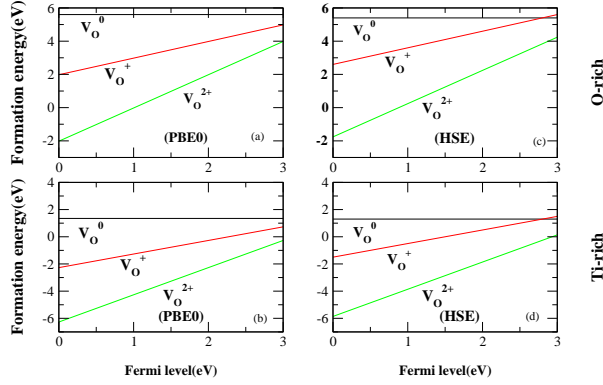 Formation energy(eV)
6
4
2
0
-2
V_O^0
V_O^+
V_O^2+
(PBE0)
(a)
0
1
2
3
6
4
2
0
-2
V_O^0
V_O^+
V_O^2+
(HSE)
(c)
0
1
2
3
O-rich
Formation energy(eV)
4
2
0
-2
-4
-6
V_O^0
V_O^+
V_O^2+
(PBE0)
(b)
0
1
2
3
Fermi level(eV)
4
2
0
-2
-4
-6
V_O^0
V_O^+
V_O^2+
(HSE)
(d)
0
1
2
3
Fermi level(eV)
Ti-rich